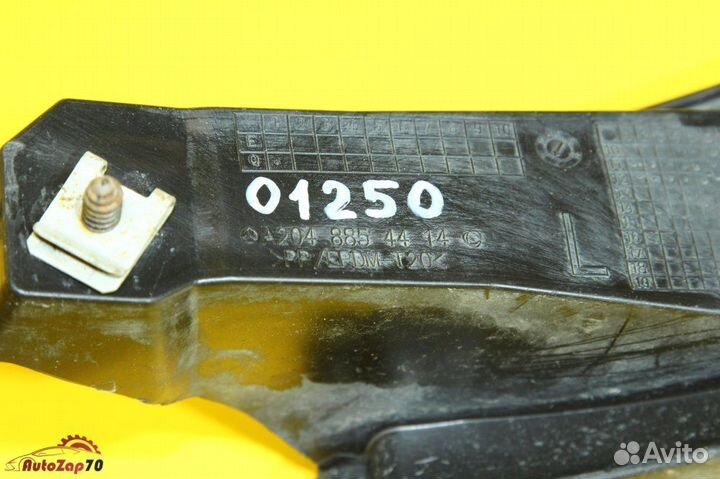 01250
A204 885 44 14
PP/EPDM T20
L
AutoZap70
Avito